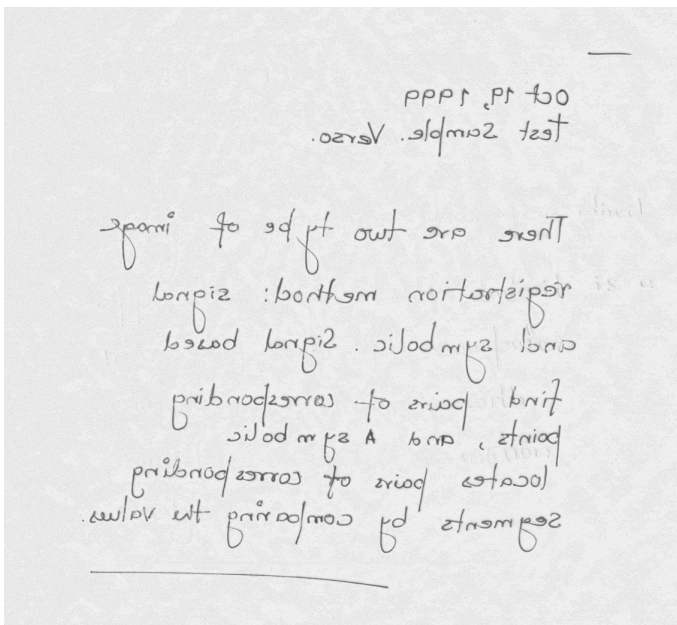 oct 19, 1999
Test Sample. Verso.
There are two type of image
registration method: signal
and symbolic. Signal based
find pairs of corresponding
points, and A symbolic
locates pairs of corresponding
segments by comparing the values.